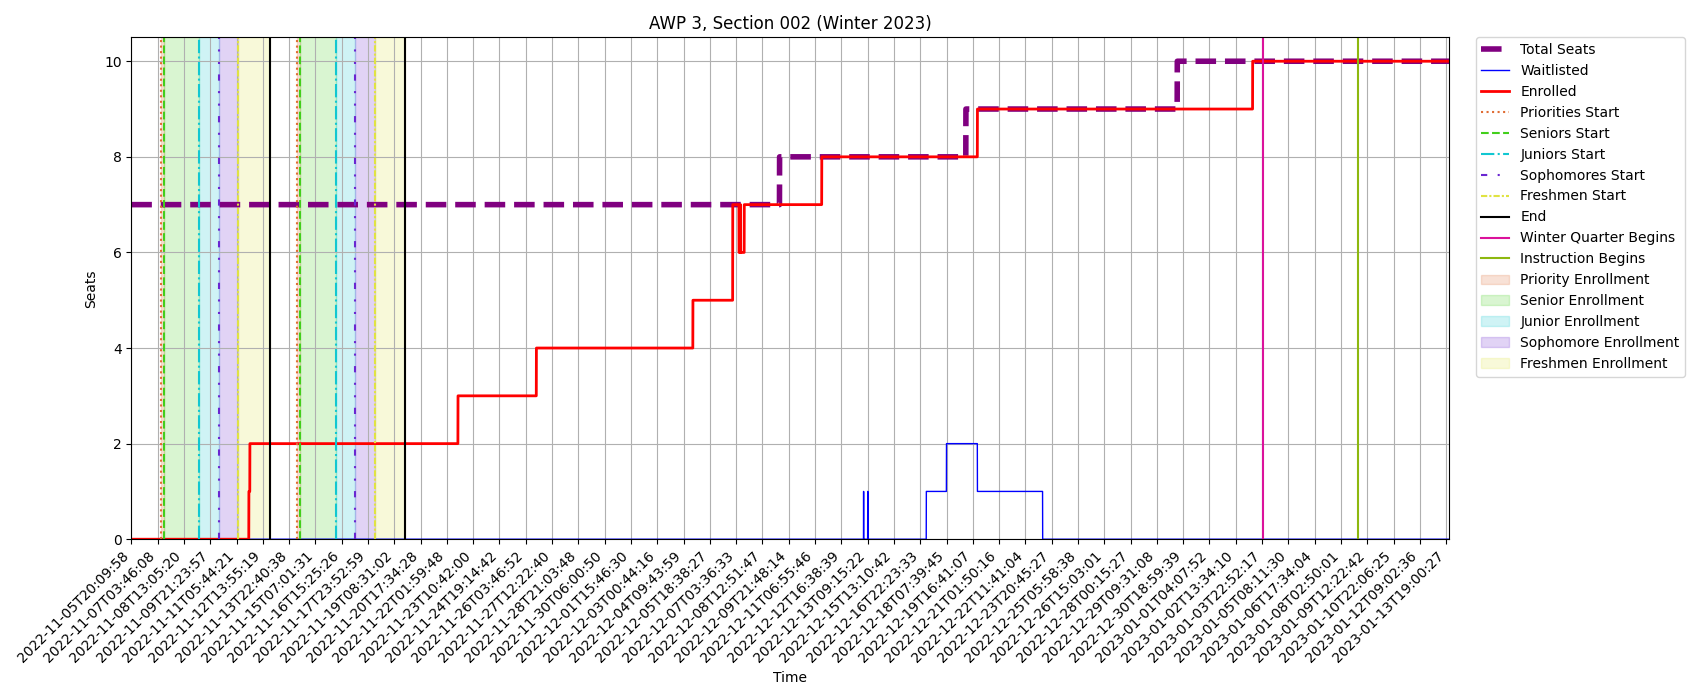 AWP 3, Section 002 (Winter 2023)
Seats
10
8
6
4
2
0
2022-11-05T20:09:58
2022-11-07T03:46:08
2022-11-08T13:05:20
2022-11-09T21:23:57
2022-11-11T05:44:21
2022-11-12T13:55:19
2022-11-13T22:40:38
2022-11-15T07:01:31
2022-11-16T15:25:26
2022-11-17T23:52:59
2022-11-19T08:31:02
2022-11-20T17:34:28
2022-11-22T01:59:48
2022-11-23T10:42:00
2022-11-24T19:14:42
2022-11-26T03:46:52
2022-11-27T12:22:40
2022-11-28T21:03:48
2022-11-30T06:00:50
2022-12-01T15:46:30
2022-12-03T00:44:16
2022-12-04T09:43:59
2022-12-05T18:38:27
2022-12-07T03:36:33
2022-12-08T12:51:47
2022-12-09T21:48:14
2022-12-11T06:55:46
2022-12-12T16:38:39
2022-12-13T09:15:22
2022-12-15T13:10:42
2022-12-16T22:23:33
2022-12-18T07:39:45
2022-12-19T16:41:07
2022-12-21T01:50:16
2022-12-22T11:41:04
2022-12-23T20:45:27
2022-12-25T05:58:38
2022-12-26T15:03:01
2022-12-28T00:15:27
2022-12-29T09:31:08
2022-12-30T18:59:39
2023-01-01T04:07:52
2023-01-02T13:34:10
2023-01-03T22:52:17
2023-01-05T08:11:30
2023-01-06T17:34:04
2023-01-08T02:50:01
2023-01-09T12:22:42
2023-01-10T22:06:25
2023-01-12T09:02:36
2023-01-13T19:00:27
Time
Total Seats
Waitlisted
Enrolled
Priorities Start
Seniors Start
Juniors Start
Sophomores Start
Freshmen Start
End
Winter Quarter Begins
Instruction Begins
Priority Enrollment
Senior Enrollment
Junior Enrollment
Sophomore Enrollment
Freshmen Enrollment